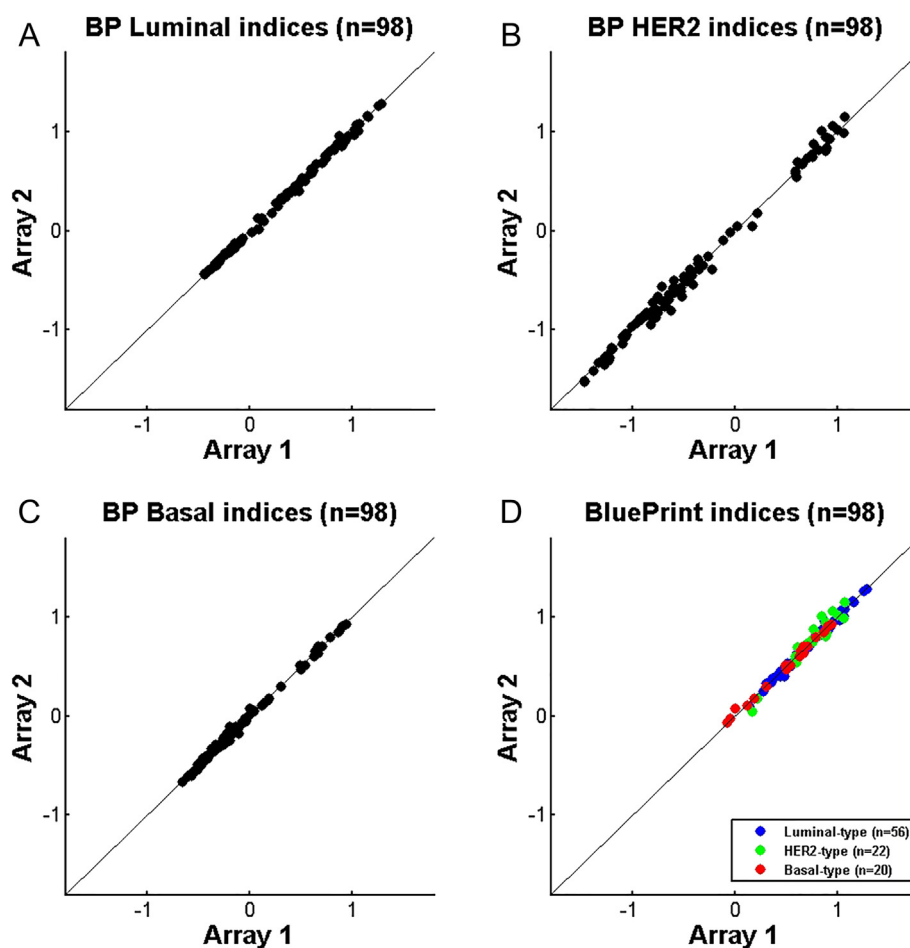 A
BP Luminal indices (n=98)
1
0
-1
Array 2
-1
0
1
Array 1
B
BP HER2 indices (n=98)
1
0
-1
Array 2
-1
0
1
Array 1
C
BP Basal indices (n=98)
1
0
-1
Array 2
-1
0
1
Array 1
D
BluePrint indices (n=98)
1
0
-1
Array 2
Luminal-type (n=56)
HER2-type (n=22)
Basal-type (n=20)
-1
0
1
Array 1